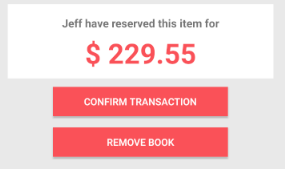 Jeff have reserved this item for
$ 229.55
CONFIRM TRANSACTION
REMOVE BOOK